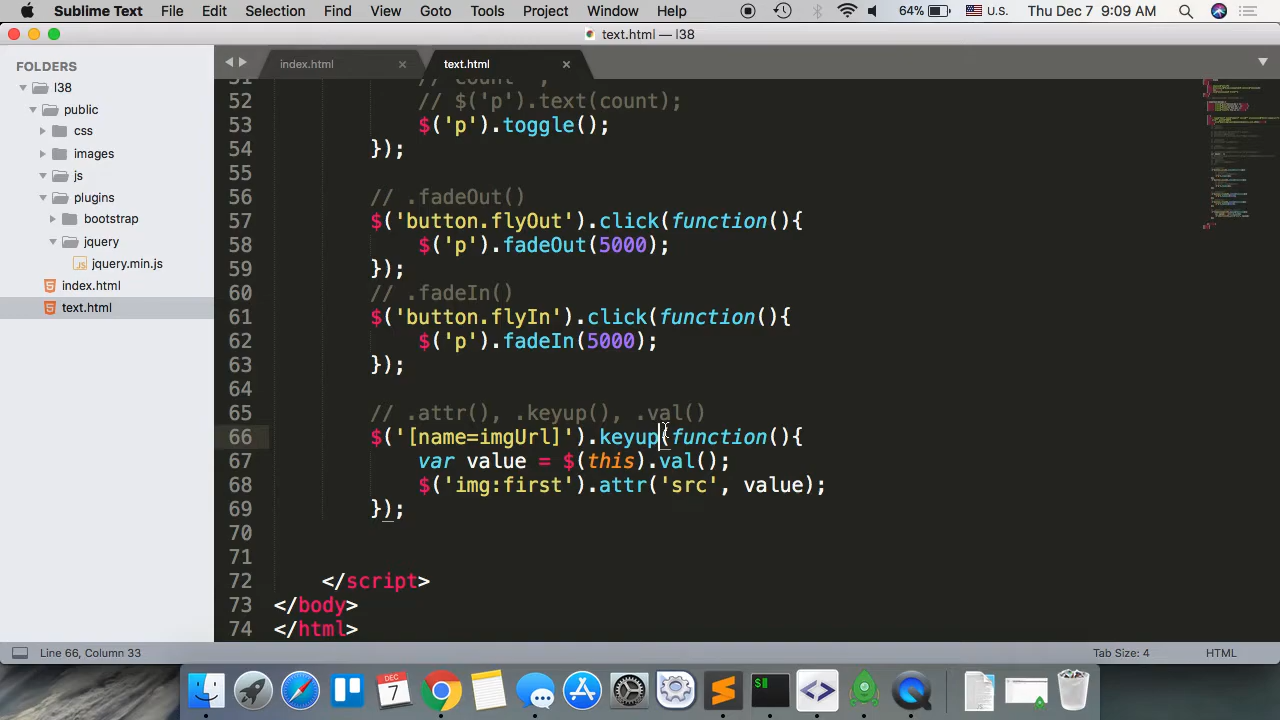 Sublime Text File Edit Selection Find View Goto Tools Project Window Help 64% U.S. Thu Dec 7 9:09 AM
text.html — l38
FOLDERS
l38
public
css
images
js
plugins
bootstrap
jquery
jquery.min.js
index.html
text.html
index.html text.html
52 // $('p').text(count);
53 $('p').toggle();
54 });
55
56 // .fadeOut()
57 $('button.flyOut').click(function(){
58 $('p').fadeOut(5000);
59 });
60 // .fadeIn()
61 $('button.flyIn').click(function(){
62 $('p').fadeIn(5000);
63 });
64
65 // .attr(), .keyup(), .val()
66 $('[name=imgUrl]').keyup(function(){
67 var value = $(this).val();
68 $('img:first').attr('src', value);
69 });
70
71
72 </script>
73 </body>
74 </html>
Line 66, Column 33 Tab Size: 4 HTML
DEC
7